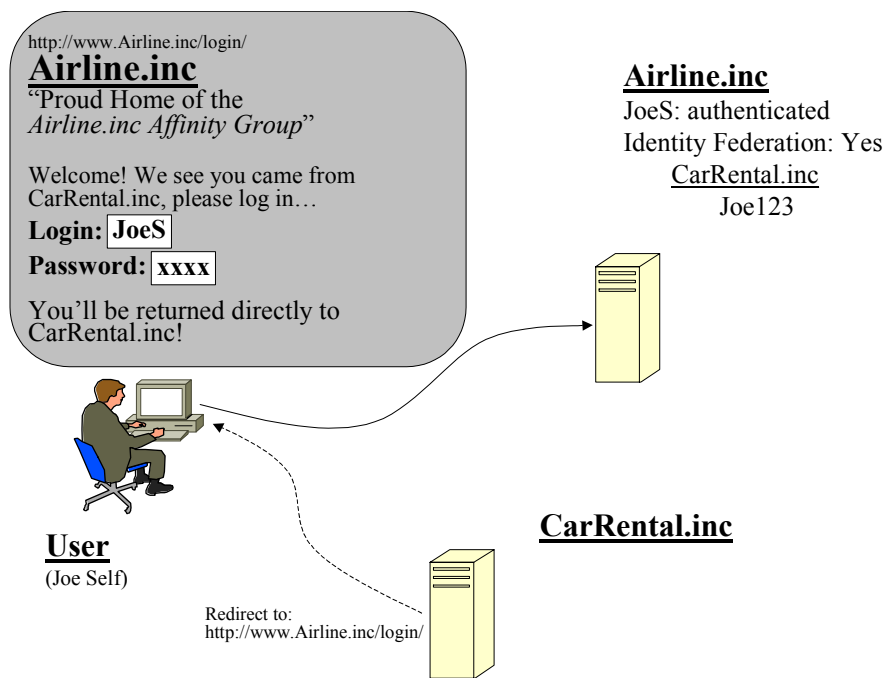 http://www.Airline.inc/login/
Airline.inc
“Proud Home of the
Airline.inc Affinity Group”
Welcome! We see you came from
CarRental.inc, please log in…
Login: JoeS
Password: xxxx
You’ll be returned directly to
CarRental.inc!
Airline.inc
JoeS: authenticated
Identity Federation: Yes
CarRental.inc
Joe123
User
(Joe Self)
CarRental.inc
Redirect to:
http://www.Airline.inc/login/